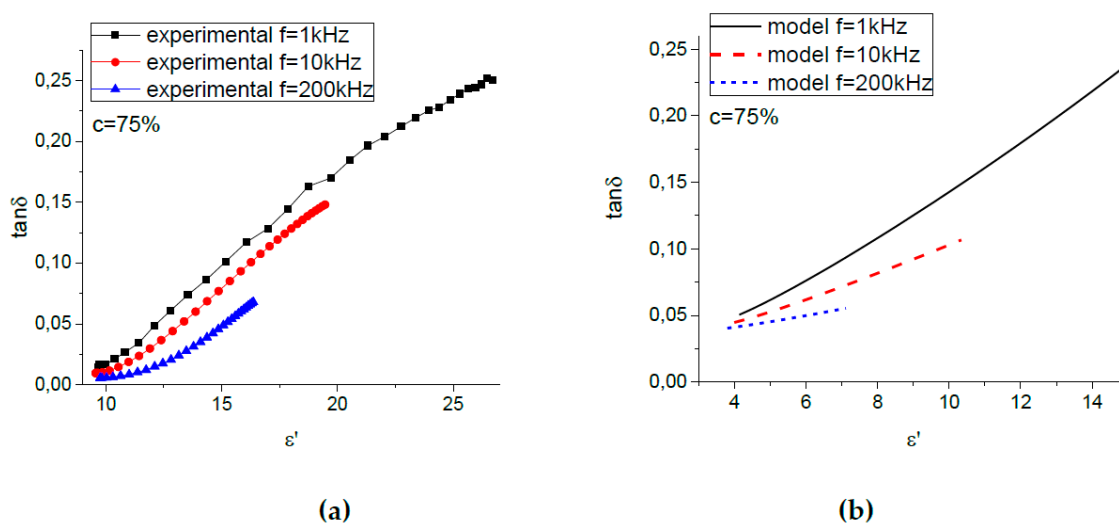 experimental f=1kHz
experimental f=10kHz
experimental f=200kHz
c=75%
tanδ
0,25
0,20
0,15
0,10
0,05
0,00
10
15
20
25
ε'
(a)
model f=1kHz
model f=10kHz
model f=200kHz
c=75%
tanδ
0,25
0,20
0,15
0,10
0,05
0,00
4
6
8
10
12
14
ε'
(b)